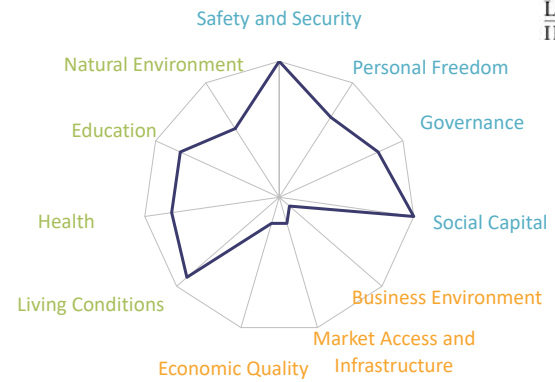 Safety and Security
Natural Environment
Personal Freedom
Education
Governance
Health
Social Capital
Living Conditions
Business Environment
Market Access and
Infrastructure
Economic Quality